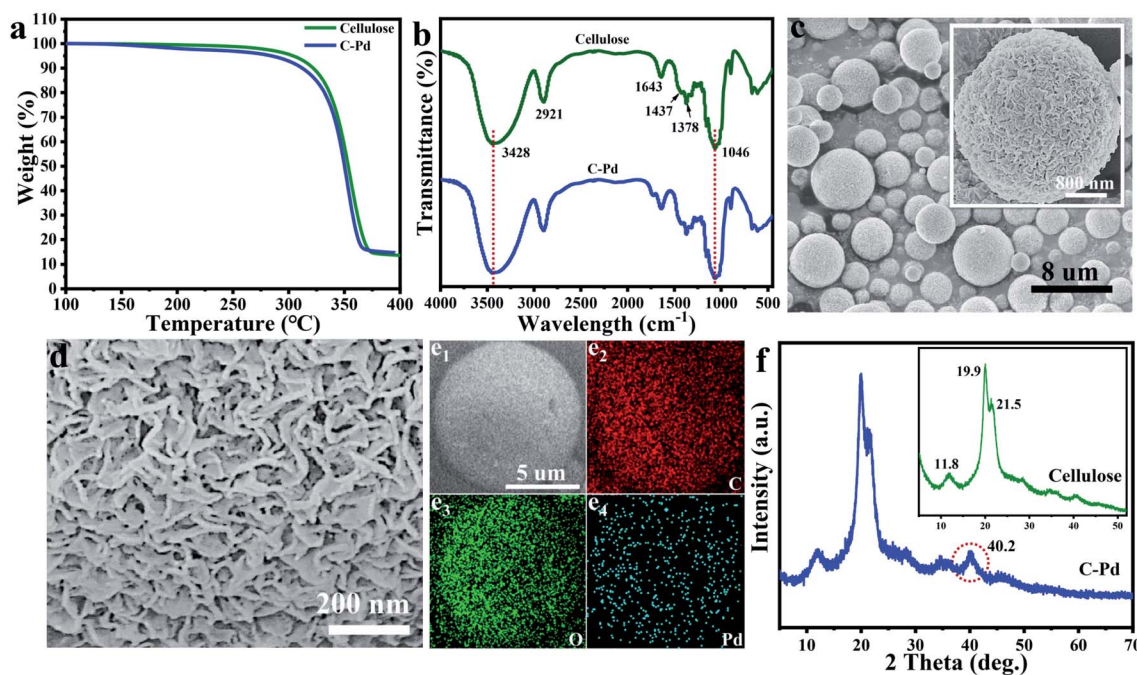 a
Cellulose
C-Pd
110
100
90
80
70
60
50
40
30
20
10
0
Weight (%)
100
150
200
250
300
350
400
Temperature (℃)
b
Cellulose
1643
2921
1437
1378
3428
1046
C-Pd
Transmittance (%)
4000 3500 3000 2500 2000 1500 1000 500
Wavelength (cm-1)
c
800 nm
8 um
d
200 nm
e1
5 um
e2
C
e3
O
e4
Pd
f
19.9
21.5
11.8
Cellulose
5 10 20 30 40 50
40.2
C-Pd
Intensity (a.u.)
10 20 30 40 50 60 70
2 Theta (deg.)